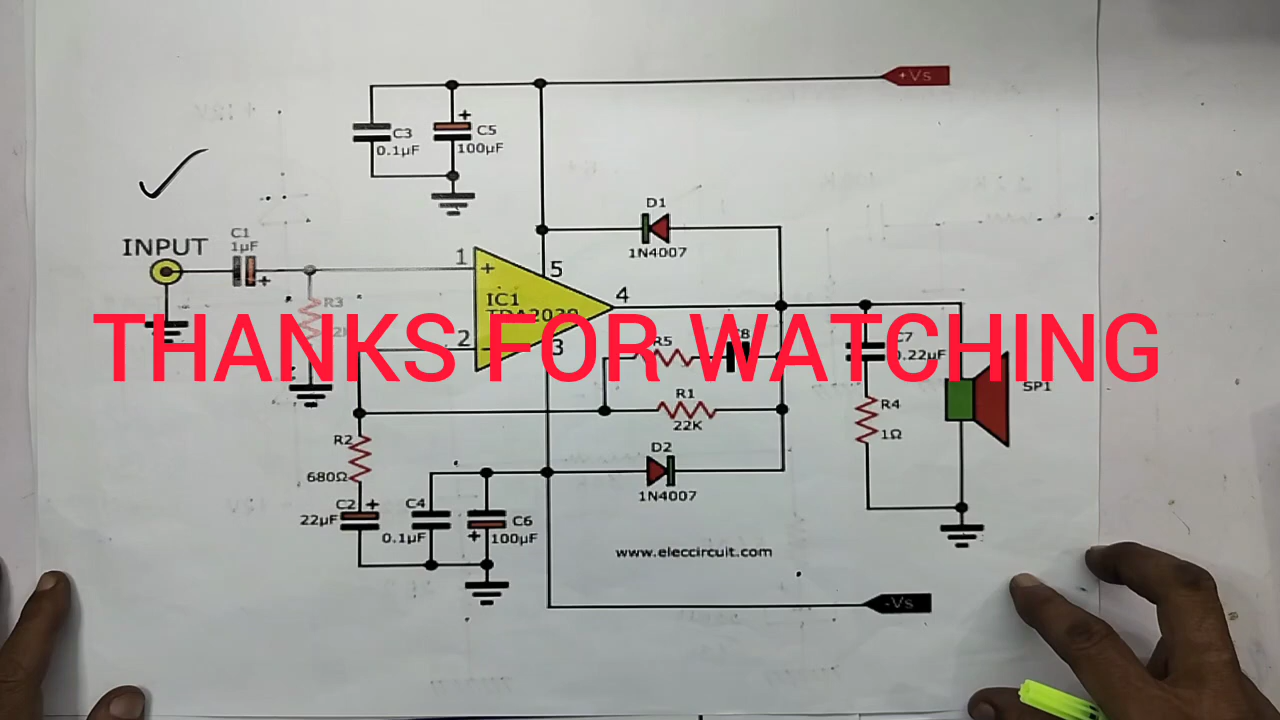 +Vs
+
C3
C5
0.1µF
100µF
D1
1N4007
INPUT
C1
1µF
+
1
+
5
IC1
4
R3
2
3
R5
C8
C7
0.22µF
THANKS FOR WATCHING
SP1
R1
22K
R4
1Ω
R2
680Ω
D2
1N4007
C2 +
22µF
C4
0.1µF
C6
+ 100µF
www.eleccircuit.com
-Vs